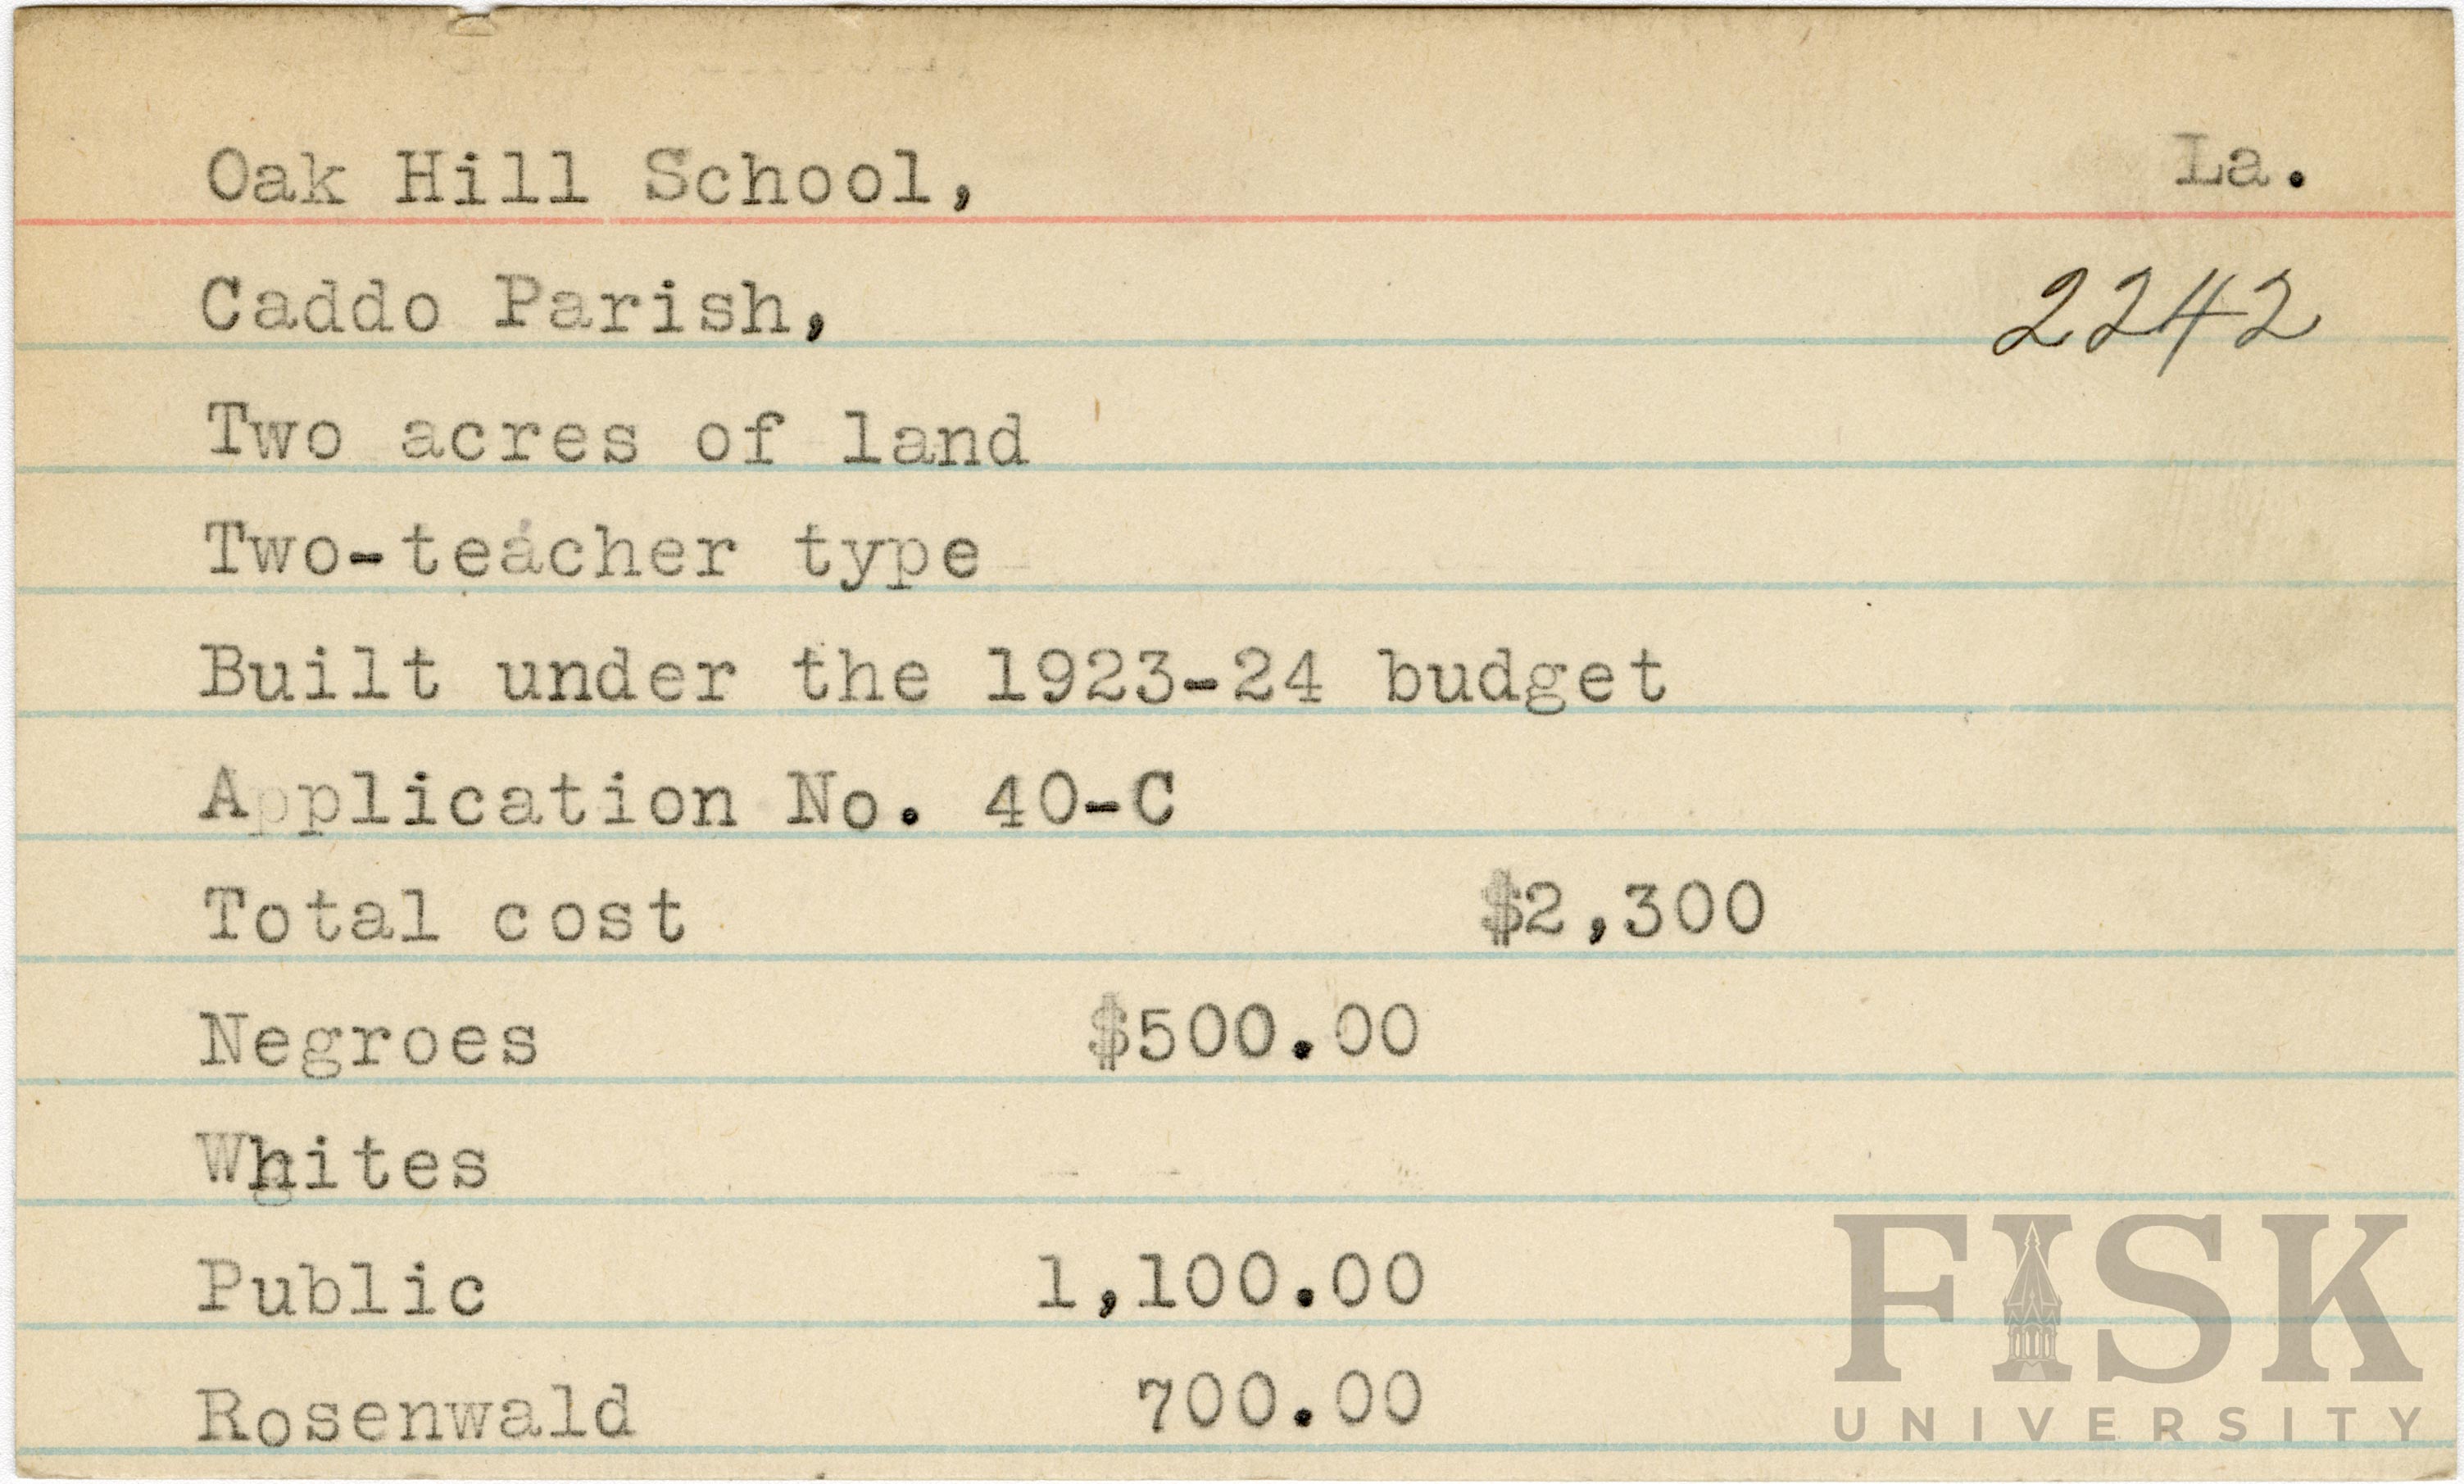 Oak Hill School, La.
Caddo Parish, 2242
Two acres of land
Two-teacher type
Built under the 1923-24 budget
Application No. 40-C
Total cost $2,300
Negroes $500.00
Whites
Public 1,100.00
Rosenwald 700.00
FISK
UNIVERSITY